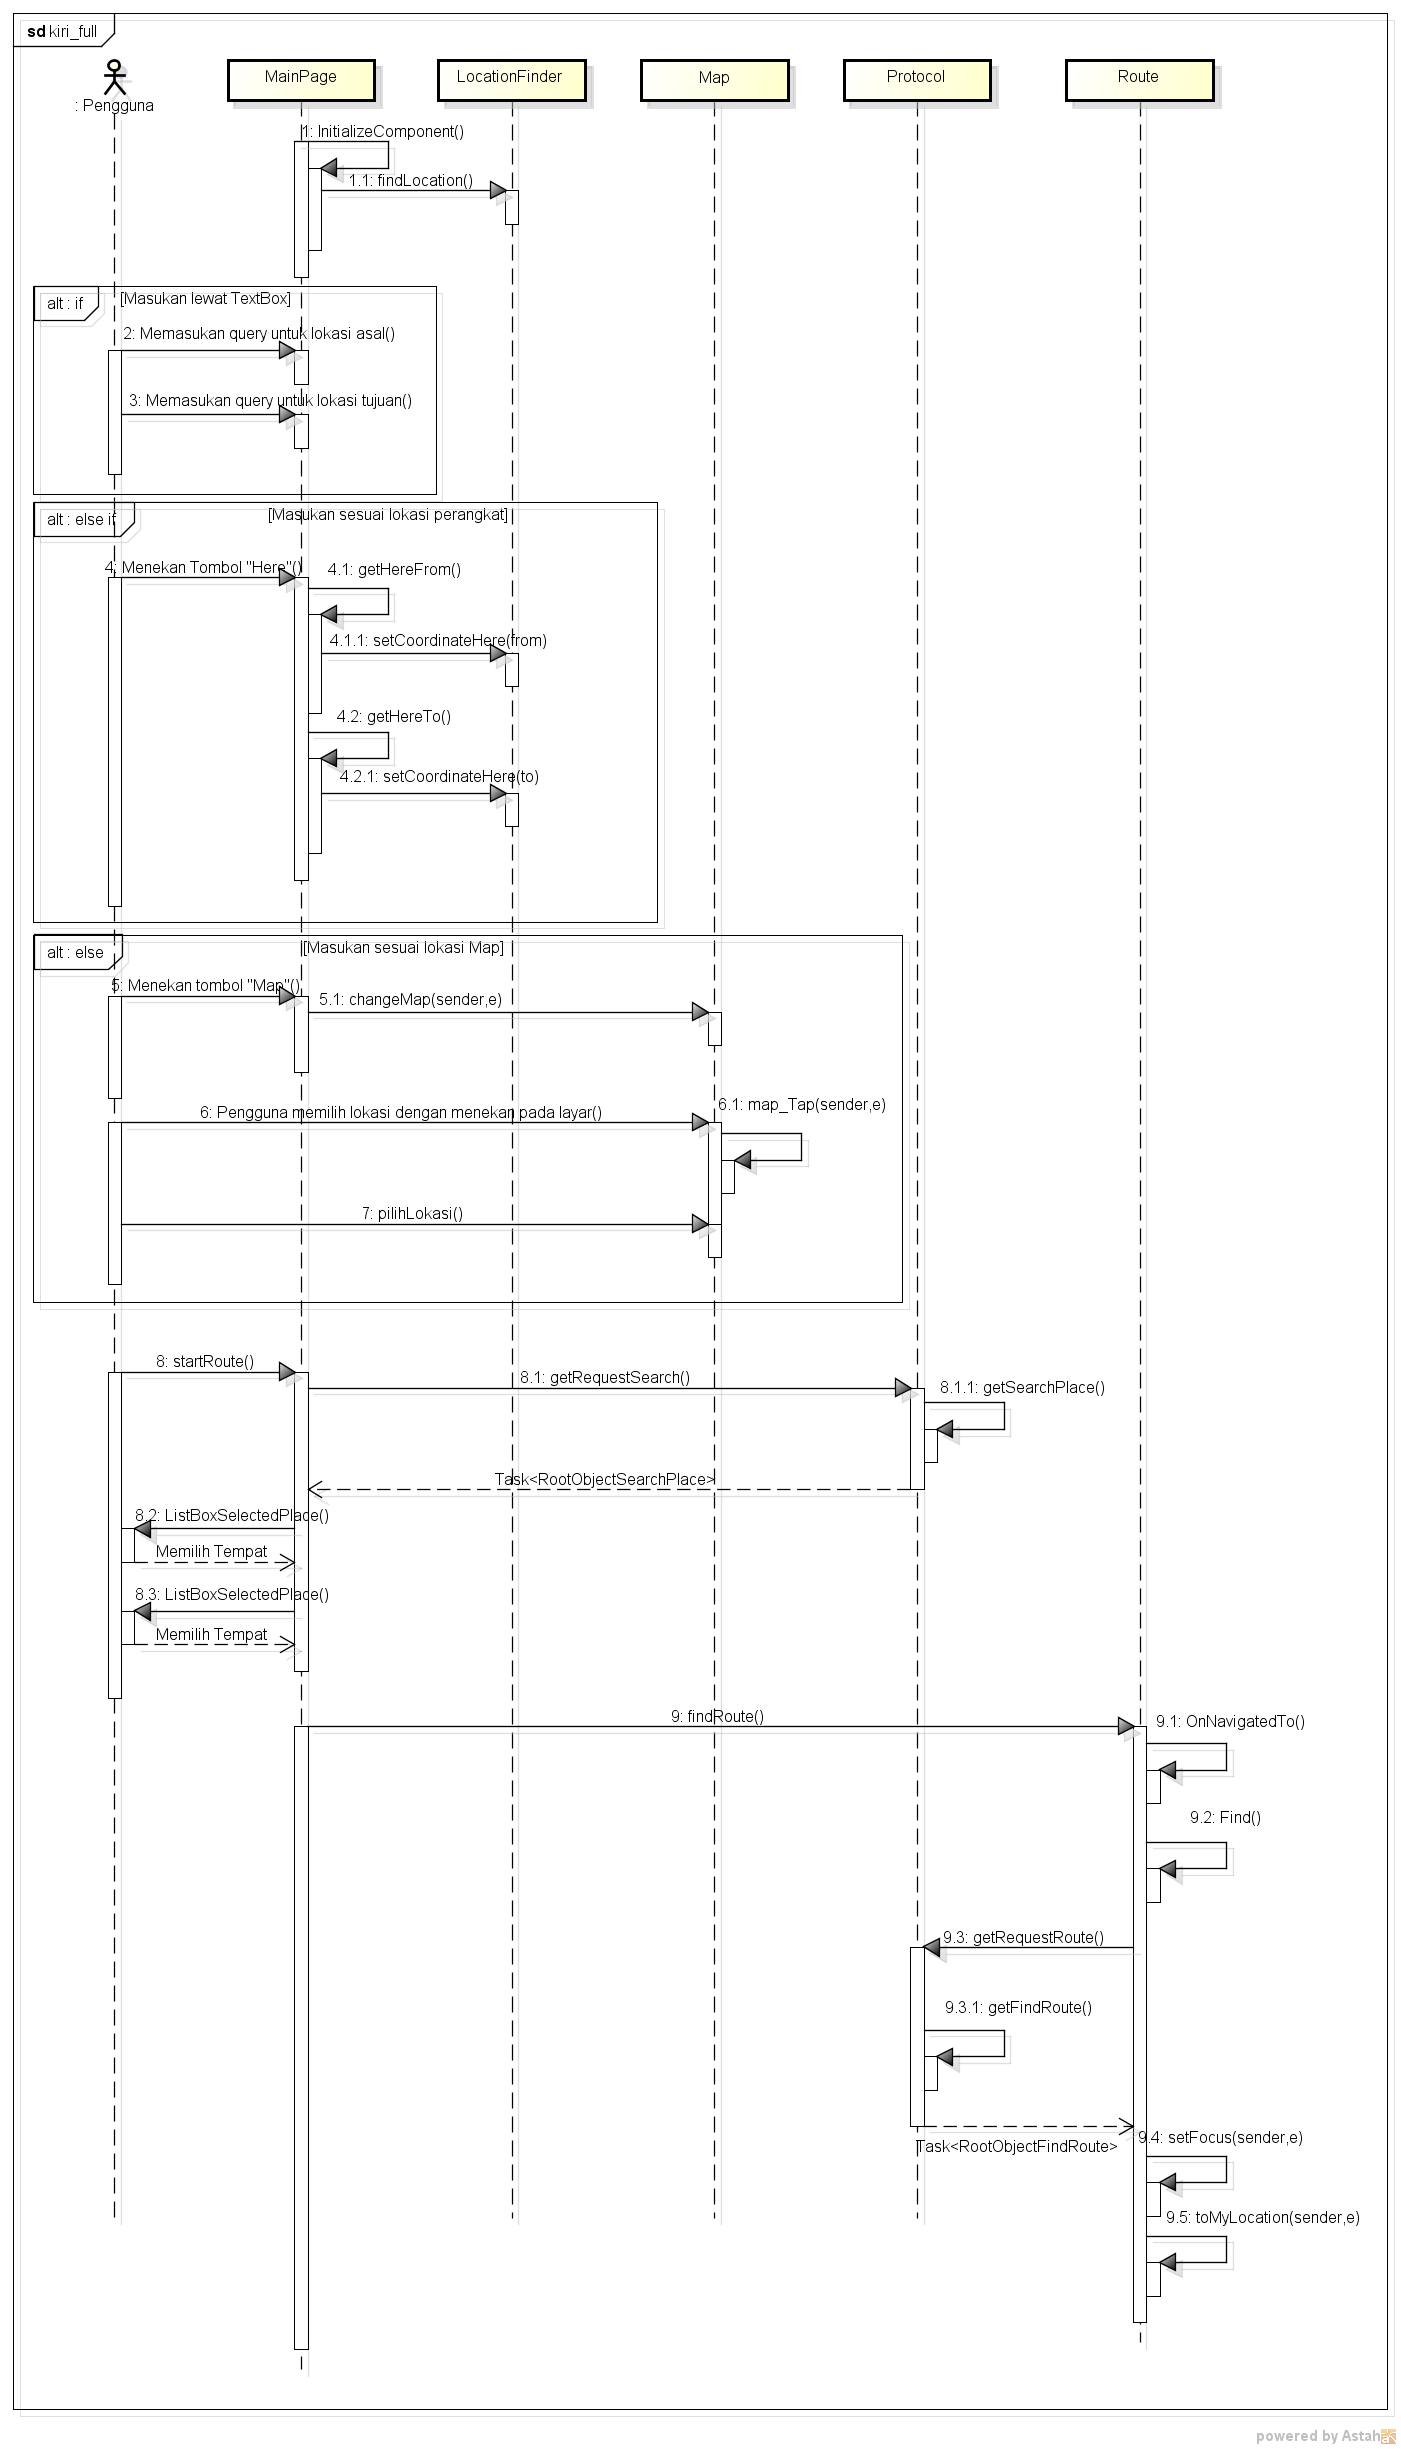 sd kiri_full
: Pengguna
MainPage
LocationFinder
Map
Protocol
Route
1: InitializeComponent()
1.1: findLocation()
alt : if
[Masukan lewat TextBox]
2: Memasukan query untuk lokasi asal()
3: Memasukan query untuk lokasi tujuan()
alt : else if
[Masukan sesuai lokasi perangkat]
4: Menekan Tombol "Here"()
4.1: getHereFrom()
4.1.1: setCoordinateHere(from)
4.2: getHereTo()
4.2.1: setCoordinateHere(to)
alt : else
[Masukan sesuai lokasi Map]
5: Menekan tombol "Map"()
5.1: changeMap(sender,e)
6: Pengguna memilih lokasi dengan menekan pada layar()
6.1: map_Tap(sender,e)
7: pilihLokasi()
8: startRoute()
8.1: getRequestSearch()
8.1.1: getSearchPlace()
Task<RootObjectSearchPlace>
8.2: ListBoxSelectedPlace()
Memilih Tempat
8.3: ListBoxSelectedPlace()
Memilih Tempat
9: findRoute()
9.1: OnNavigatedTo()
9.2: Find()
9.3: getRequestRoute()
9.3.1: getFindRoute()
Task<RootObjectFindRoute>
9.4: setFocus(sender,e)
9.5: toMyLocation(sender,e)
powered by Astah